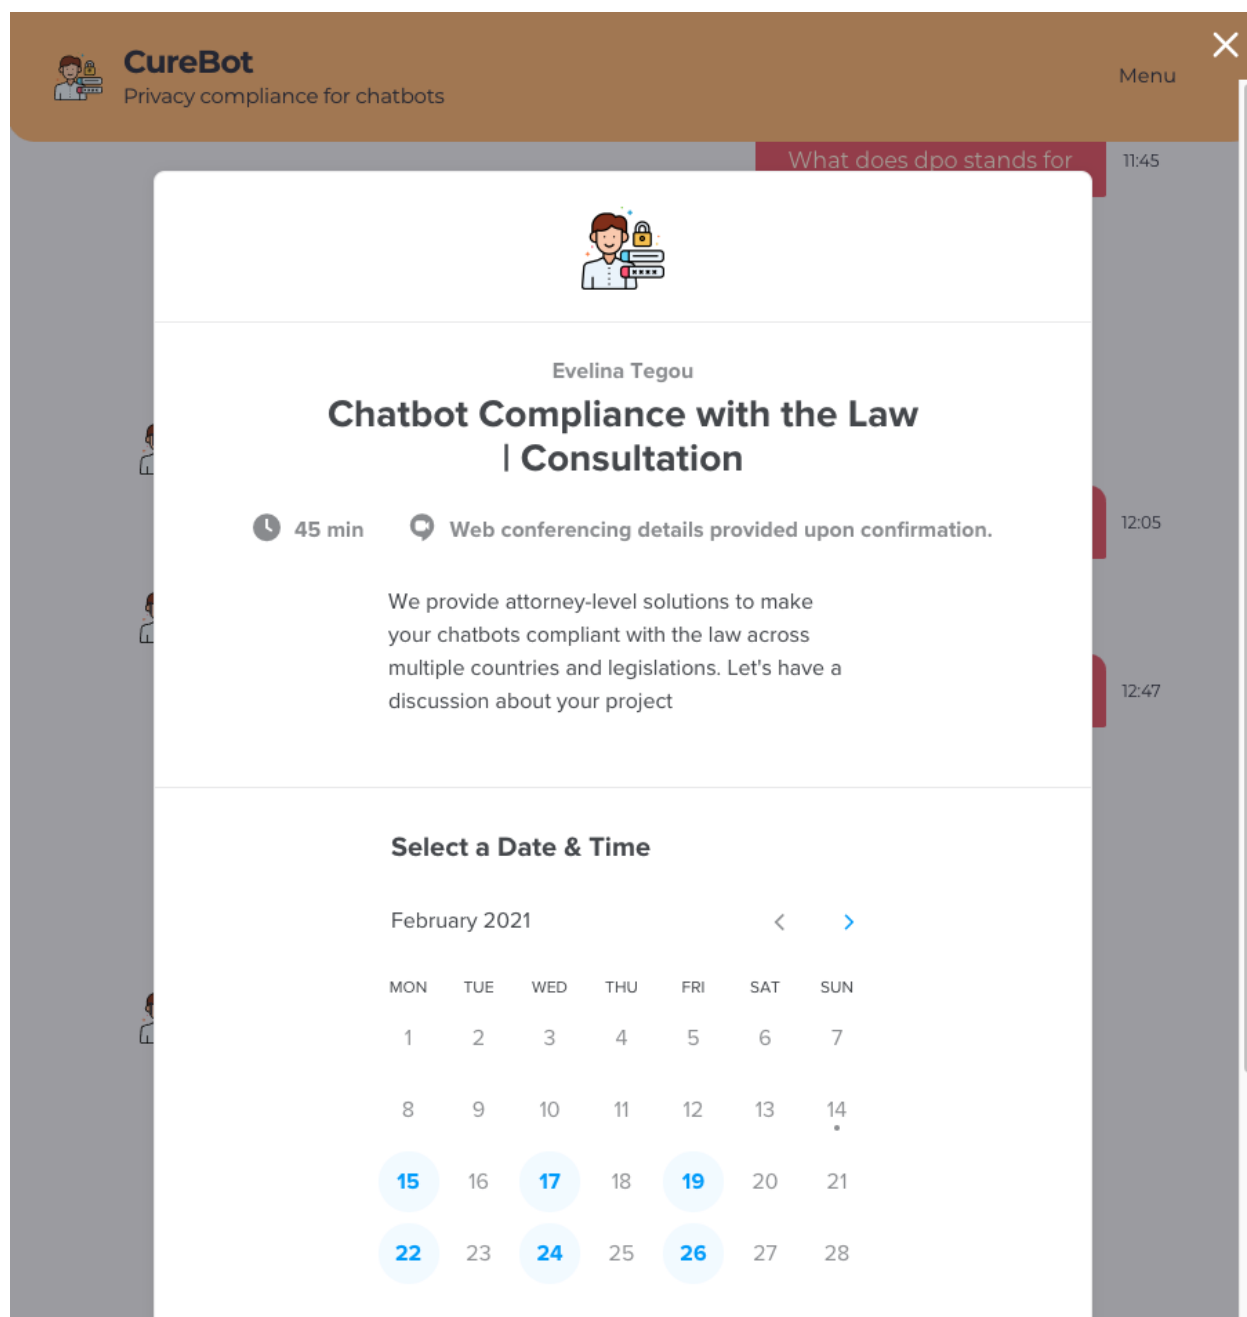 CureBot
Privacy compliance for chatbots
Menu
What does dpo stands for
11:45
Evelina Tegou
Chatbot Compliance with the Law
| Consultation
45 min
Web conferencing details provided upon confirmation.
12:05
We provide attorney-level solutions to make
your chatbots compliant with the law across
multiple countries and legislations. Let's have a
discussion about your project
12:47
Select a Date & Time
February 2021
MON TUE WED THU FRI SAT SUN
1 2 3 4 5 6 7
8 9 10 11 12 13 14
15 16 17 18 19 20 21
22 23 24 25 26 27 28